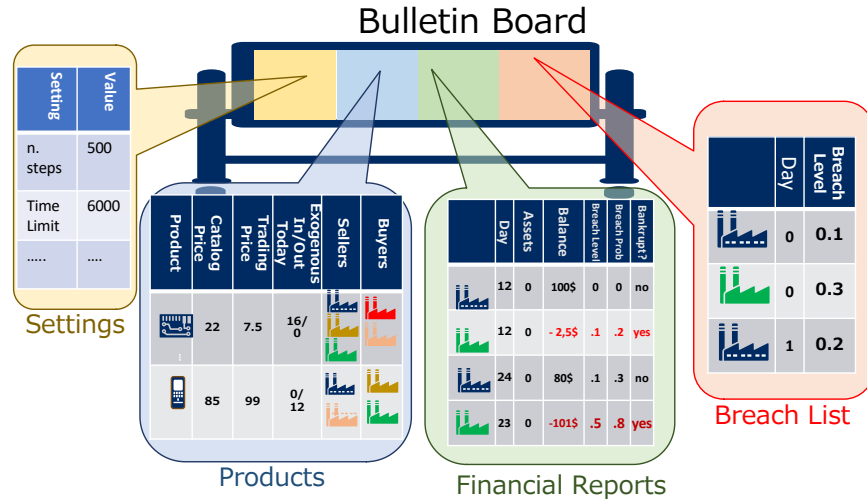 Bulletin Board
Setting Value
n. steps 500
Time Limit 6000
..... ....
Settings
Product Catalog Price Trading Price Exogenous In/Out Today Sellers Buyers
22 7.5 16/0
85 99 0/12
Products
Day Assets Balance Breach Level Breach Prob Bankrupt?
12 0 100$ 0 0 no
12 0 - 2,5$ .1 .2 yes
24 0 80$ .1 .3 no
23 0 -101$ .5 .8 yes
Financial Reports
Day Breach Level
0 0.1
0 0.3
1 0.2
Breach List